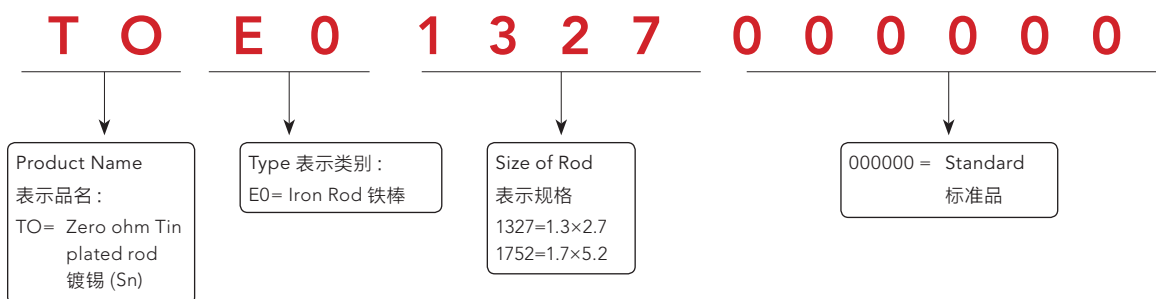 T O E 0 1 3 2 7 0 0 0 0 0 0
Product Name
表示品名 :
TO= Zero ohm Tin
plated rod
镀锡 (Sn)
Type 表示类别 :
E0= Iron Rod 铁棒
Size of Rod
表示规格
1327=1.3×2.7
1752=1.7×5.2
000000 = Standard
标准品